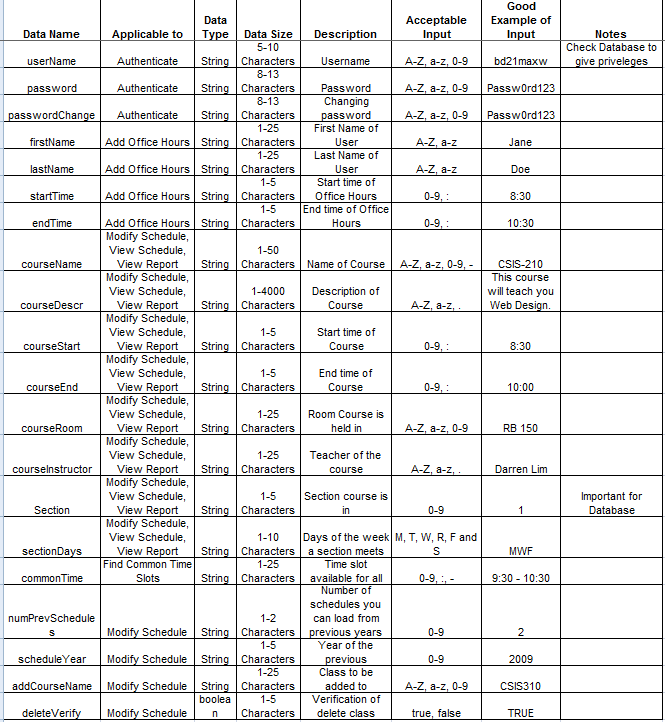 Data Name | Applicable to | Data Type | Data Size | Description | Acceptable Input | Good Example of Input | Notes
userName | Authenticate | String | 5-10 Characters | Username | A-Z, a-z, 0-9 | bd21maxw | Check Database to give priveleges
password | Authenticate | String | 8-13 Characters | Password | A-Z, a-z, 0-9 | Passw0rd123
passwordChange | Authenticate | String | 8-13 Characters | Changing password | A-Z, a-z, 0-9 | Passw0rd123
firstName | Add Office Hours | String | 1-25 Characters | First Name of User | A-Z, a-z | Jane
lastName | Add Office Hours | String | 1-25 Characters | Last Name of User | A-Z, a-z | Doe
startTime | Add Office Hours | String | 1-5 Characters | Start time of Office Hours | 0-9, : | 8:30
endTime | Add Office Hours | String | 1-5 Characters | End time of Office Hours | 0-9, : | 10:30
courseName | Modify Schedule, View Schedule, View Report | String | 1-50 Characters | Name of Course | A-Z, a-z, 0-9, - | CSIS-210
courseDescr | Modify Schedule, View Schedule, View Report | String | 1-4000 Characters | Description of Course | A-Z, a-z, . | This course will teach you Web Design.
courseStart | Modify Schedule, View Schedule, View Report | String | 1-5 Characters | Start time of Course | 0-9, : | 8:30
courseEnd | Modify Schedule, View Schedule, View Report | String | 1-5 Characters | End time of Course | 0-9, : | 10:00
courseRoom | Modify Schedule, View Schedule, View Report | String | 1-25 Characters | Room Course is held in | A-Z, a-z, 0-9 | RB 150
courseInstructor | Modify Schedule, View Schedule, View Report | String | 1-25 Characters | Teacher of the course | A-Z, a-z, . | Darren Lim
Section | Modify Schedule, View Schedule, View Report | String | 1-5 Characters | Section course is in | 0-9 | 1 | Important for Database
sectionDays | Modify Schedule, View Schedule, View Report | String | 1-10 Characters | Days of the week a section meets | M, T, W, R, F and S | MWF
commonTime | Find Common Time Slots | String | 1-25 Characters | Time slot available for all | 0-9, :, - | 9:30 - 10:30
numPrevSchedules | Modify Schedule | String | 1-2 Characters | Number of schedules you can load from previous years | 0-9 | 2
scheduleYear | Modify Schedule | String | 1-5 Characters | Year of the previous | 0-9 | 2009
addCourseName | Modify Schedule | String | 1-25 Characters | Class to be added to | A-Z, a-z, 0-9 | CSIS310
deleteVerify | Modify Schedule | boolean | 1-5 Characters | Verification of delete class | true, false | TRUE